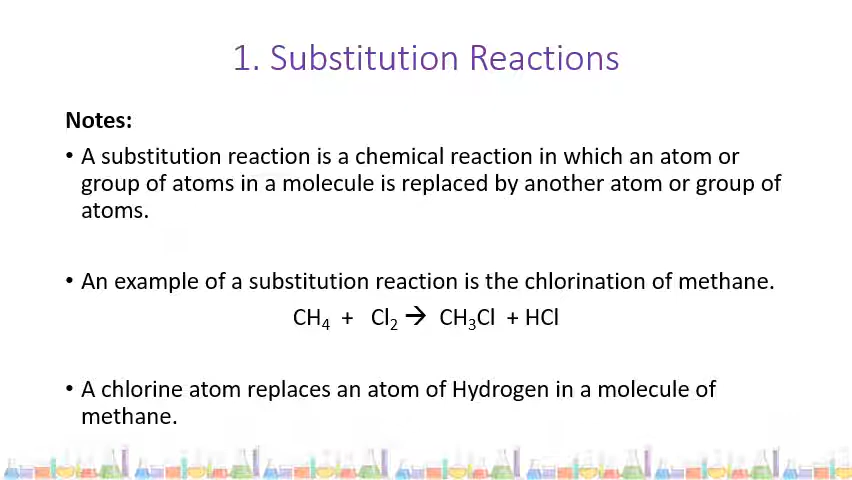 1. Substitution Reactions
Notes:
• A substitution reaction is a chemical reaction in which an atom or
group of atoms in a molecule is replaced by another atom or group of
atoms.
• An example of a substitution reaction is the chlorination of methane.
CH₄ + Cl₂ → CH₃Cl + HCl
• A chlorine atom replaces an atom of Hydrogen in a molecule of
methane.